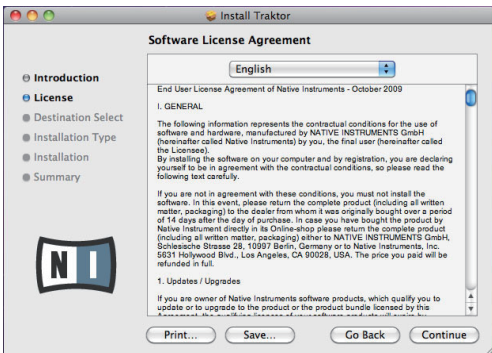 Install Traktor
Software License Agreement
English
Introduction
License
Destination Select
Installation Type
Installation
Summary
End User License Agreement of Native Instruments - October 2009
I. GENERAL
The following information represents the contractual conditions for the use of
software and hardware, manufactured by NATIVE INSTRUMENTS GmbH
(hereinafter called Native Instruments) by you, the final user (hereinafter called
the Licensee).
By installing the software on your computer and by registration, you are declaring
yourself to be in agreement with the contractual conditions, so please read the
following text carefully.
If you are not in agreement with these conditions, you must not install the
software. In this event, please return the complete product (including all written
matter, packaging) to the dealer from whom it was originally bought over a period
of 14 days after the day of purchase. In case you have bought the product by
Native Instrument directly in its Online-shop please return the complete product
(including all written matter, packaging) either to NATIVE INSTRUMENTS GmbH,
Schlesische Strasse 28, 10997 Berlin, Germany or to Native Instruments, Inc.
5631 Hollywood Blvd., Los Angeles, CA 90028, USA. The price you paid will be
refunded in full.
1. Updates / Upgrades
If you are owner of Native Instruments software products, which qualify you to
update or to upgrade to the product or the product bundle licensed by this
NI
Print...
Save...
Go Back
Continue